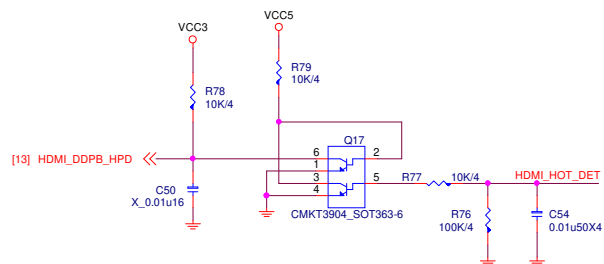 VCC5
VCC3
R79
10K/4
R78
10K/4
Q17
[13] HDMI_DDPB_HPD
6
2
1
3
5
R77
10K/4
HDMI_HOT_DET
4
C50
X_0.01u16
CMKT3904_SOT363-6
R76
100K/4
C54
0.01u50X4